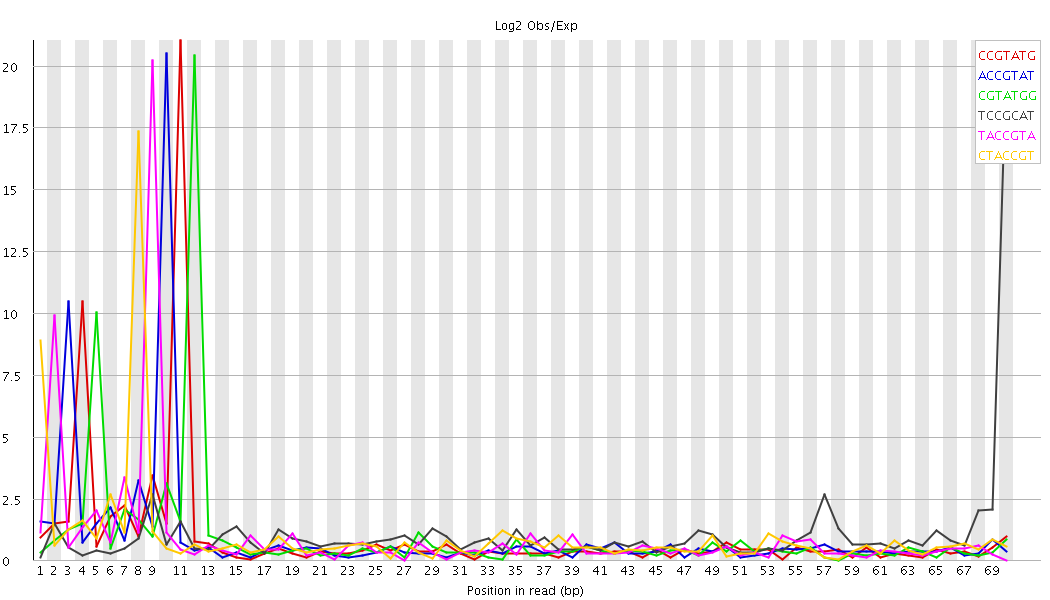 Log2 Obs/Exp
20
17.5
15
12.5
10
7.5
5
2.5
0
CCGTATG
ACCGTAT
CGTATGG
TCCGCAT
TACCGTA
CTACCGT
1 2 3 4 5 6 7 8 9 11 13 15 17 19 21 23 25 27 29 31 33 35 37 39 41 43 45 47 49 51 53 55 57 59 61 63 65 67 69
Position in read (bp)